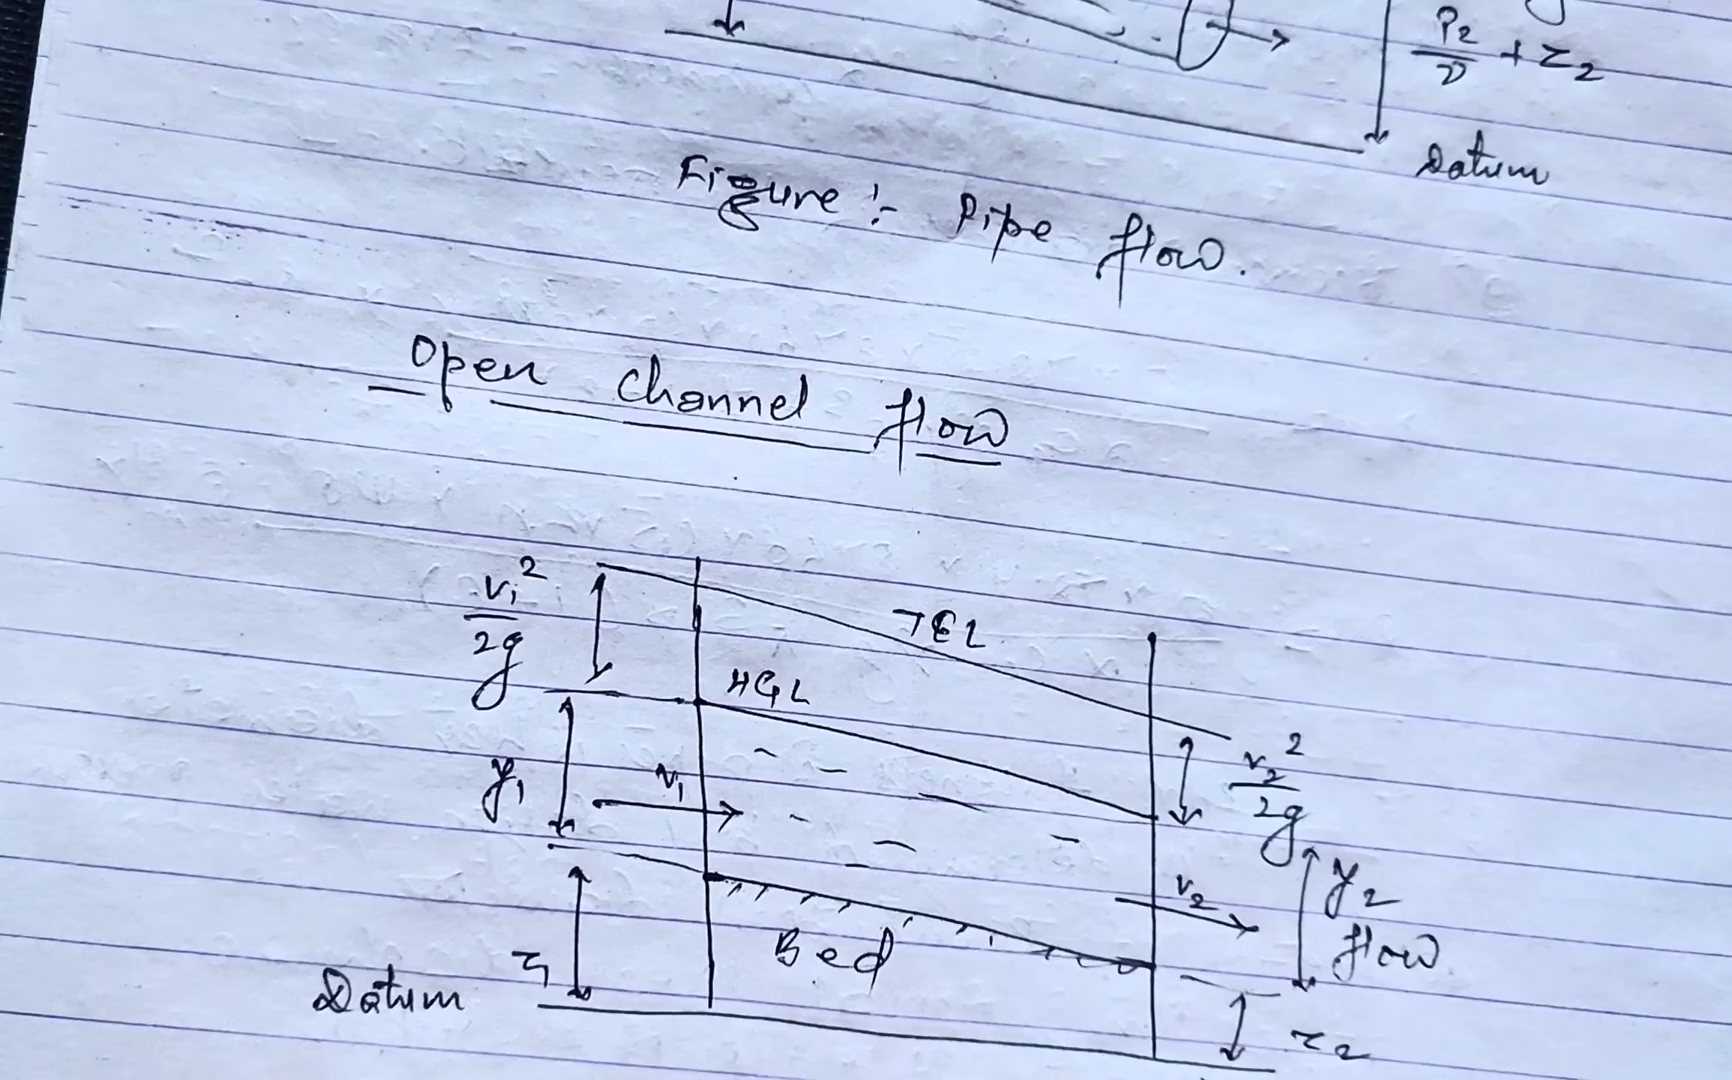 P₂/γ + Z₂
Datum
Figure :- Pipe flow.
Open channel flow
V₁²/2g
TEL
HGL
V₂²/2g
y₁
V₁
y₂
flow
V₂
Bed
Z₁
Datum
Z₂